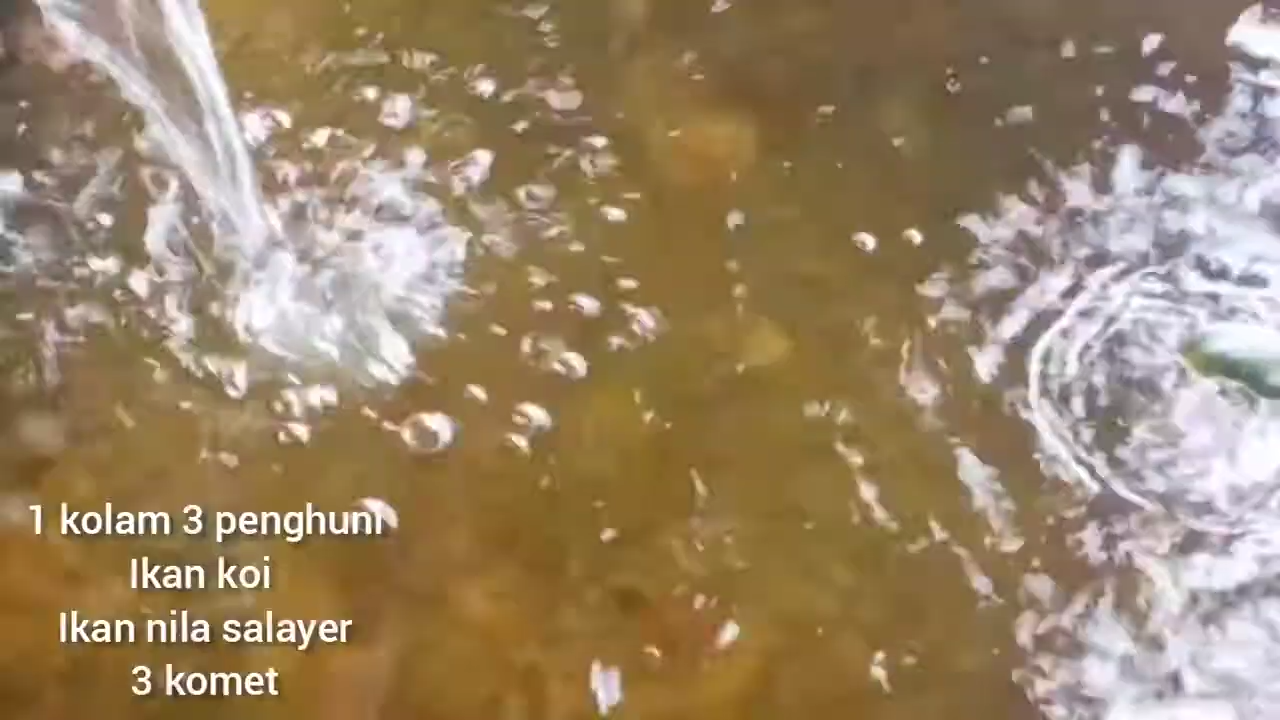 1 kolam 3 penghuni
Ikan koi
Ikan nila salayer
3 komet